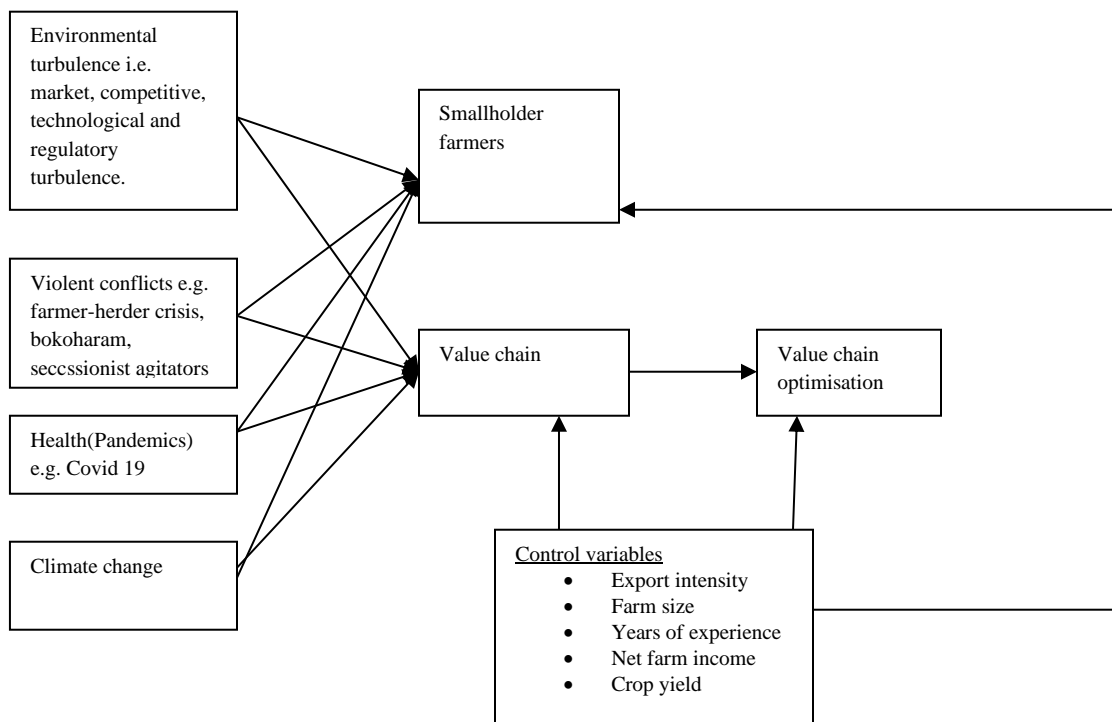 Environmental
turbulence i.e.
market, competitive,
technological and
regulatory
turbulence.
Smallholder
farmers
Violent conflicts e.g.
farmer-herder crisis,
bokoharam,
seccssionist agitators
Value chain
Value chain
optimisation
Health(Pandemics)
e.g. Covid 19
Climate change
Control variables
• Export intensity
• Farm size
• Years of experience
• Net farm income
• Crop yield